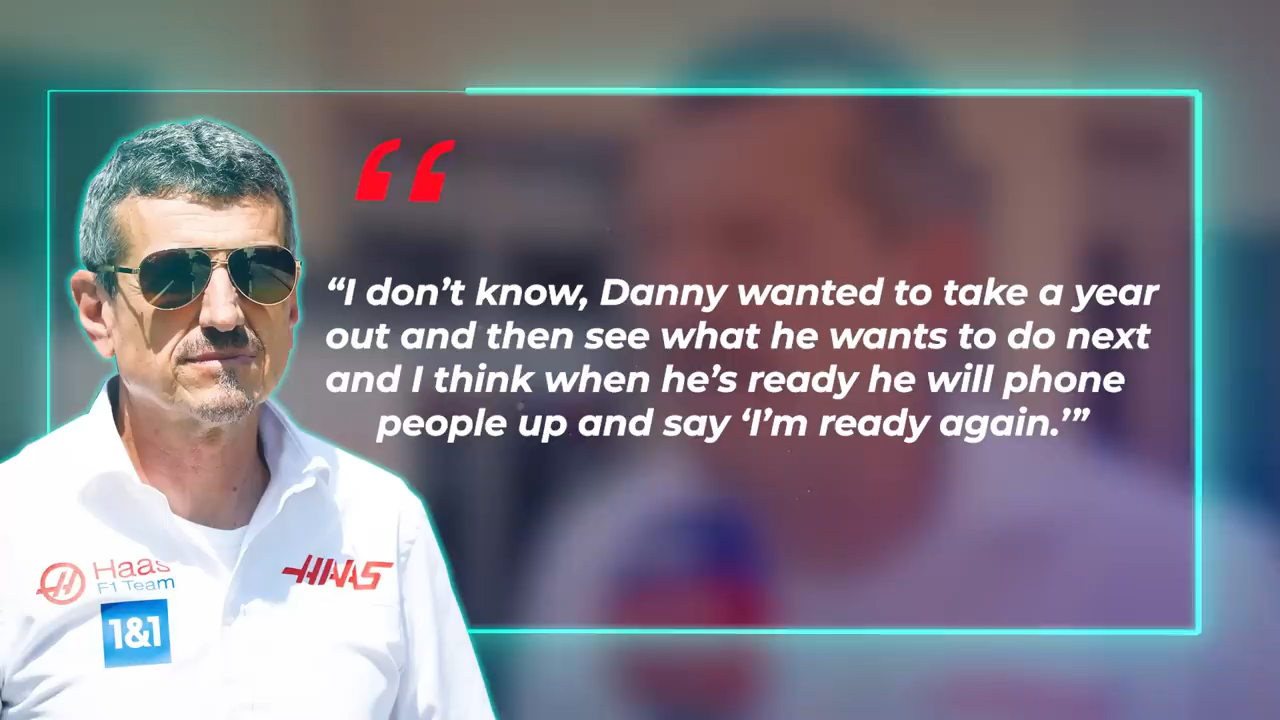 “
“I don’t know, Danny wanted to take a year
out and then see what he wants to do next
and I think when he’s ready he will phone
people up and say ‘I’m ready again.’”
Haas
F1 Team
HAAS
1&1